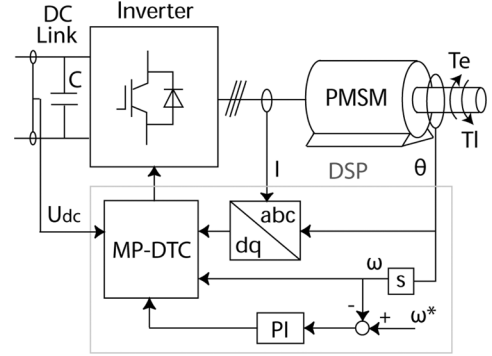 DC
Link
Inverter
C
PMSM
Te
Tl
I
DSP
θ
Udc
abc
dq
MP-DTC
ω
s
-
+
ω*
PI